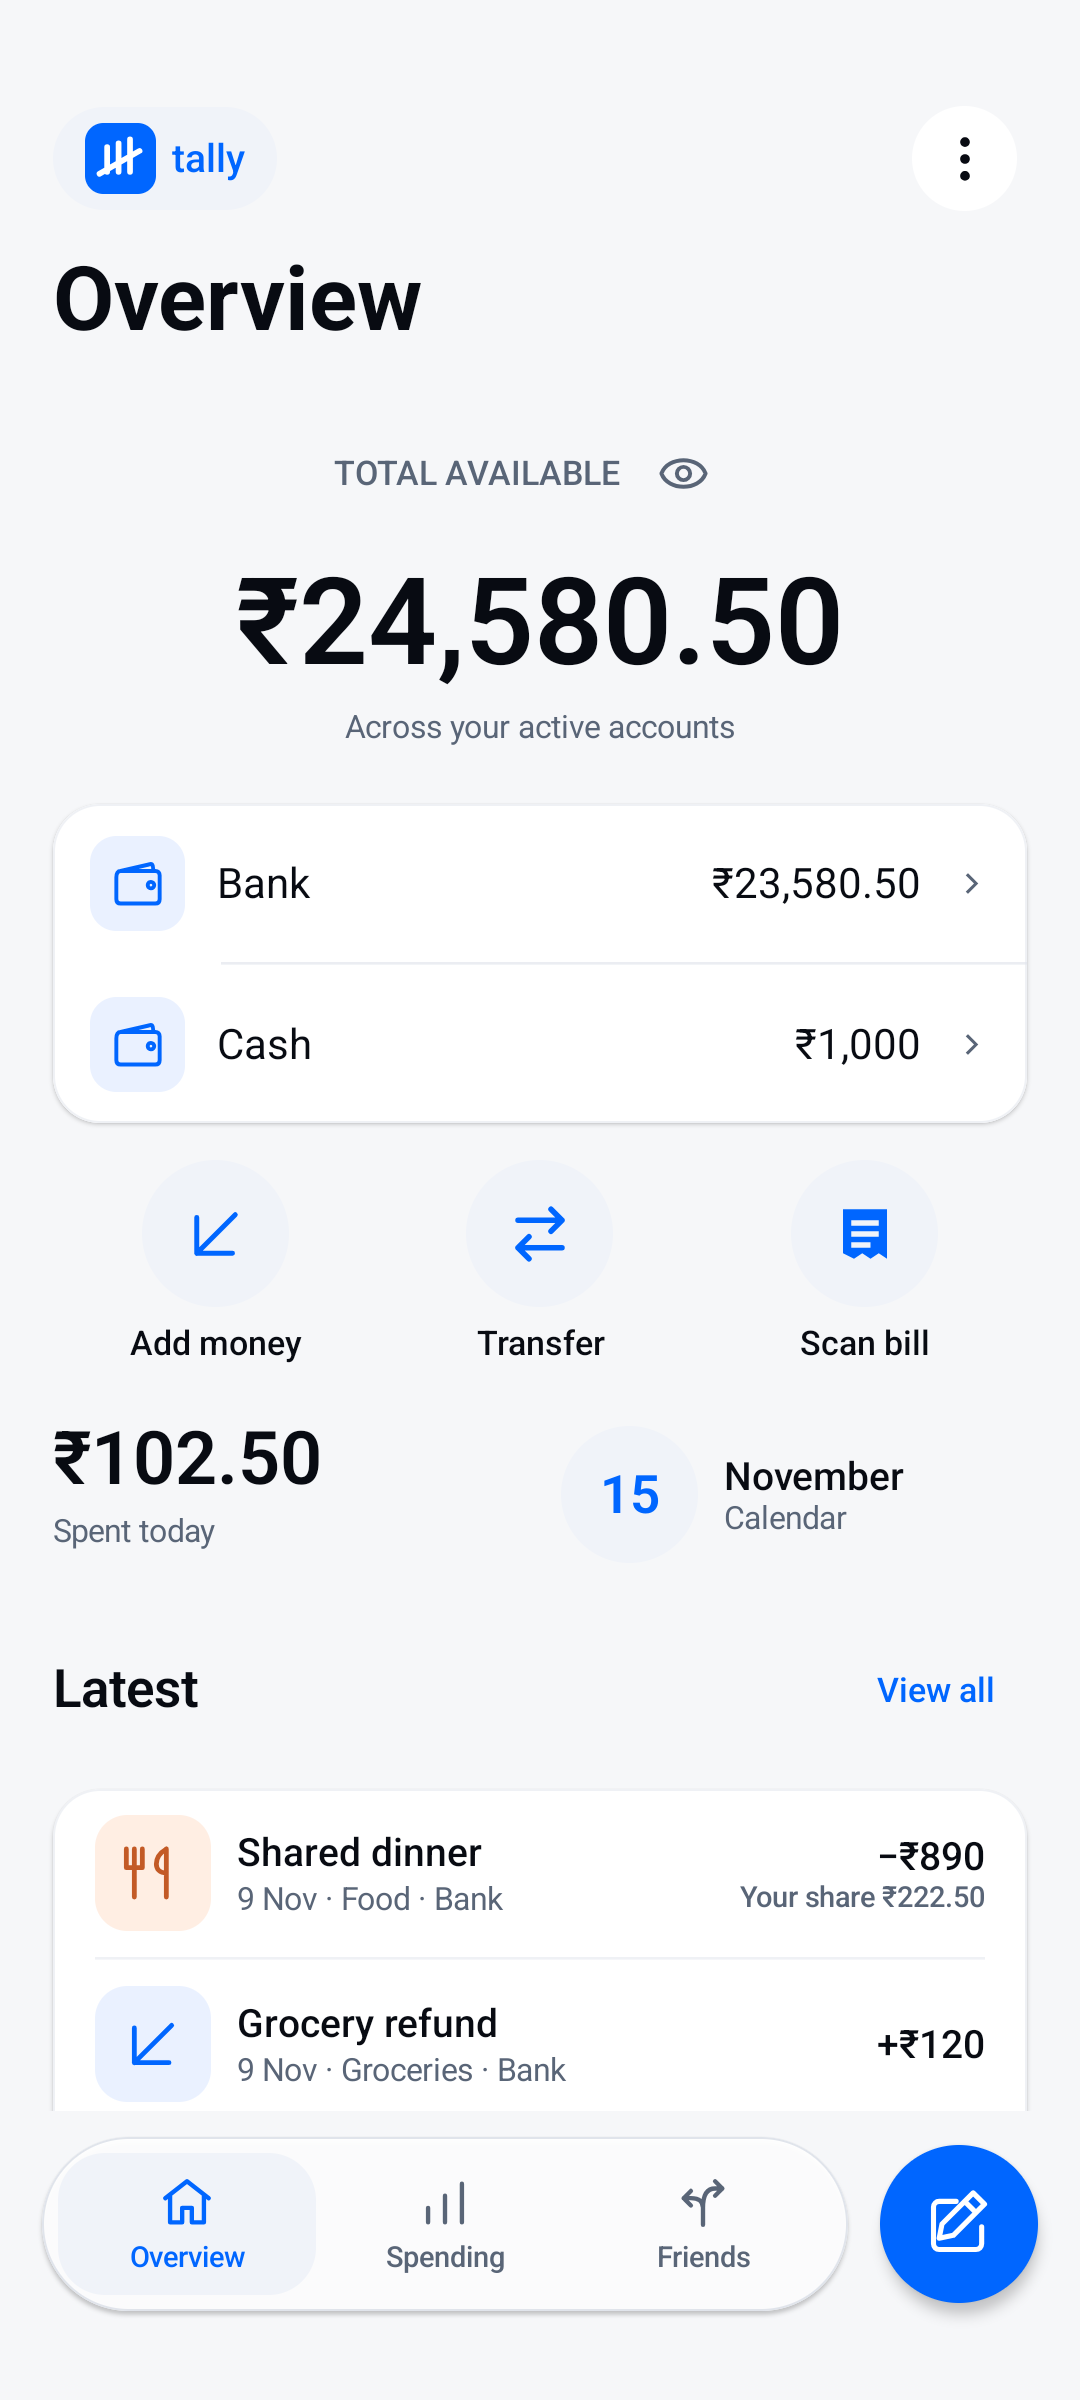 tally
Overview
TOTAL AVAILABLE
₹24,580.50
Across your active accounts
Bank ₹23,580.50
Cash ₹1,000
Add money Transfer Scan bill
₹102.50
Spent today
15
November
Calendar
Latest View all
Shared dinner −₹890
9 Nov · Food · Bank Your share ₹222.50
Grocery refund +₹120
9 Nov · Groceries · Bank
Overview Spending Friends